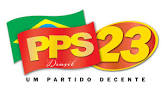 PPS 23
UM PARTIDO DECENTE